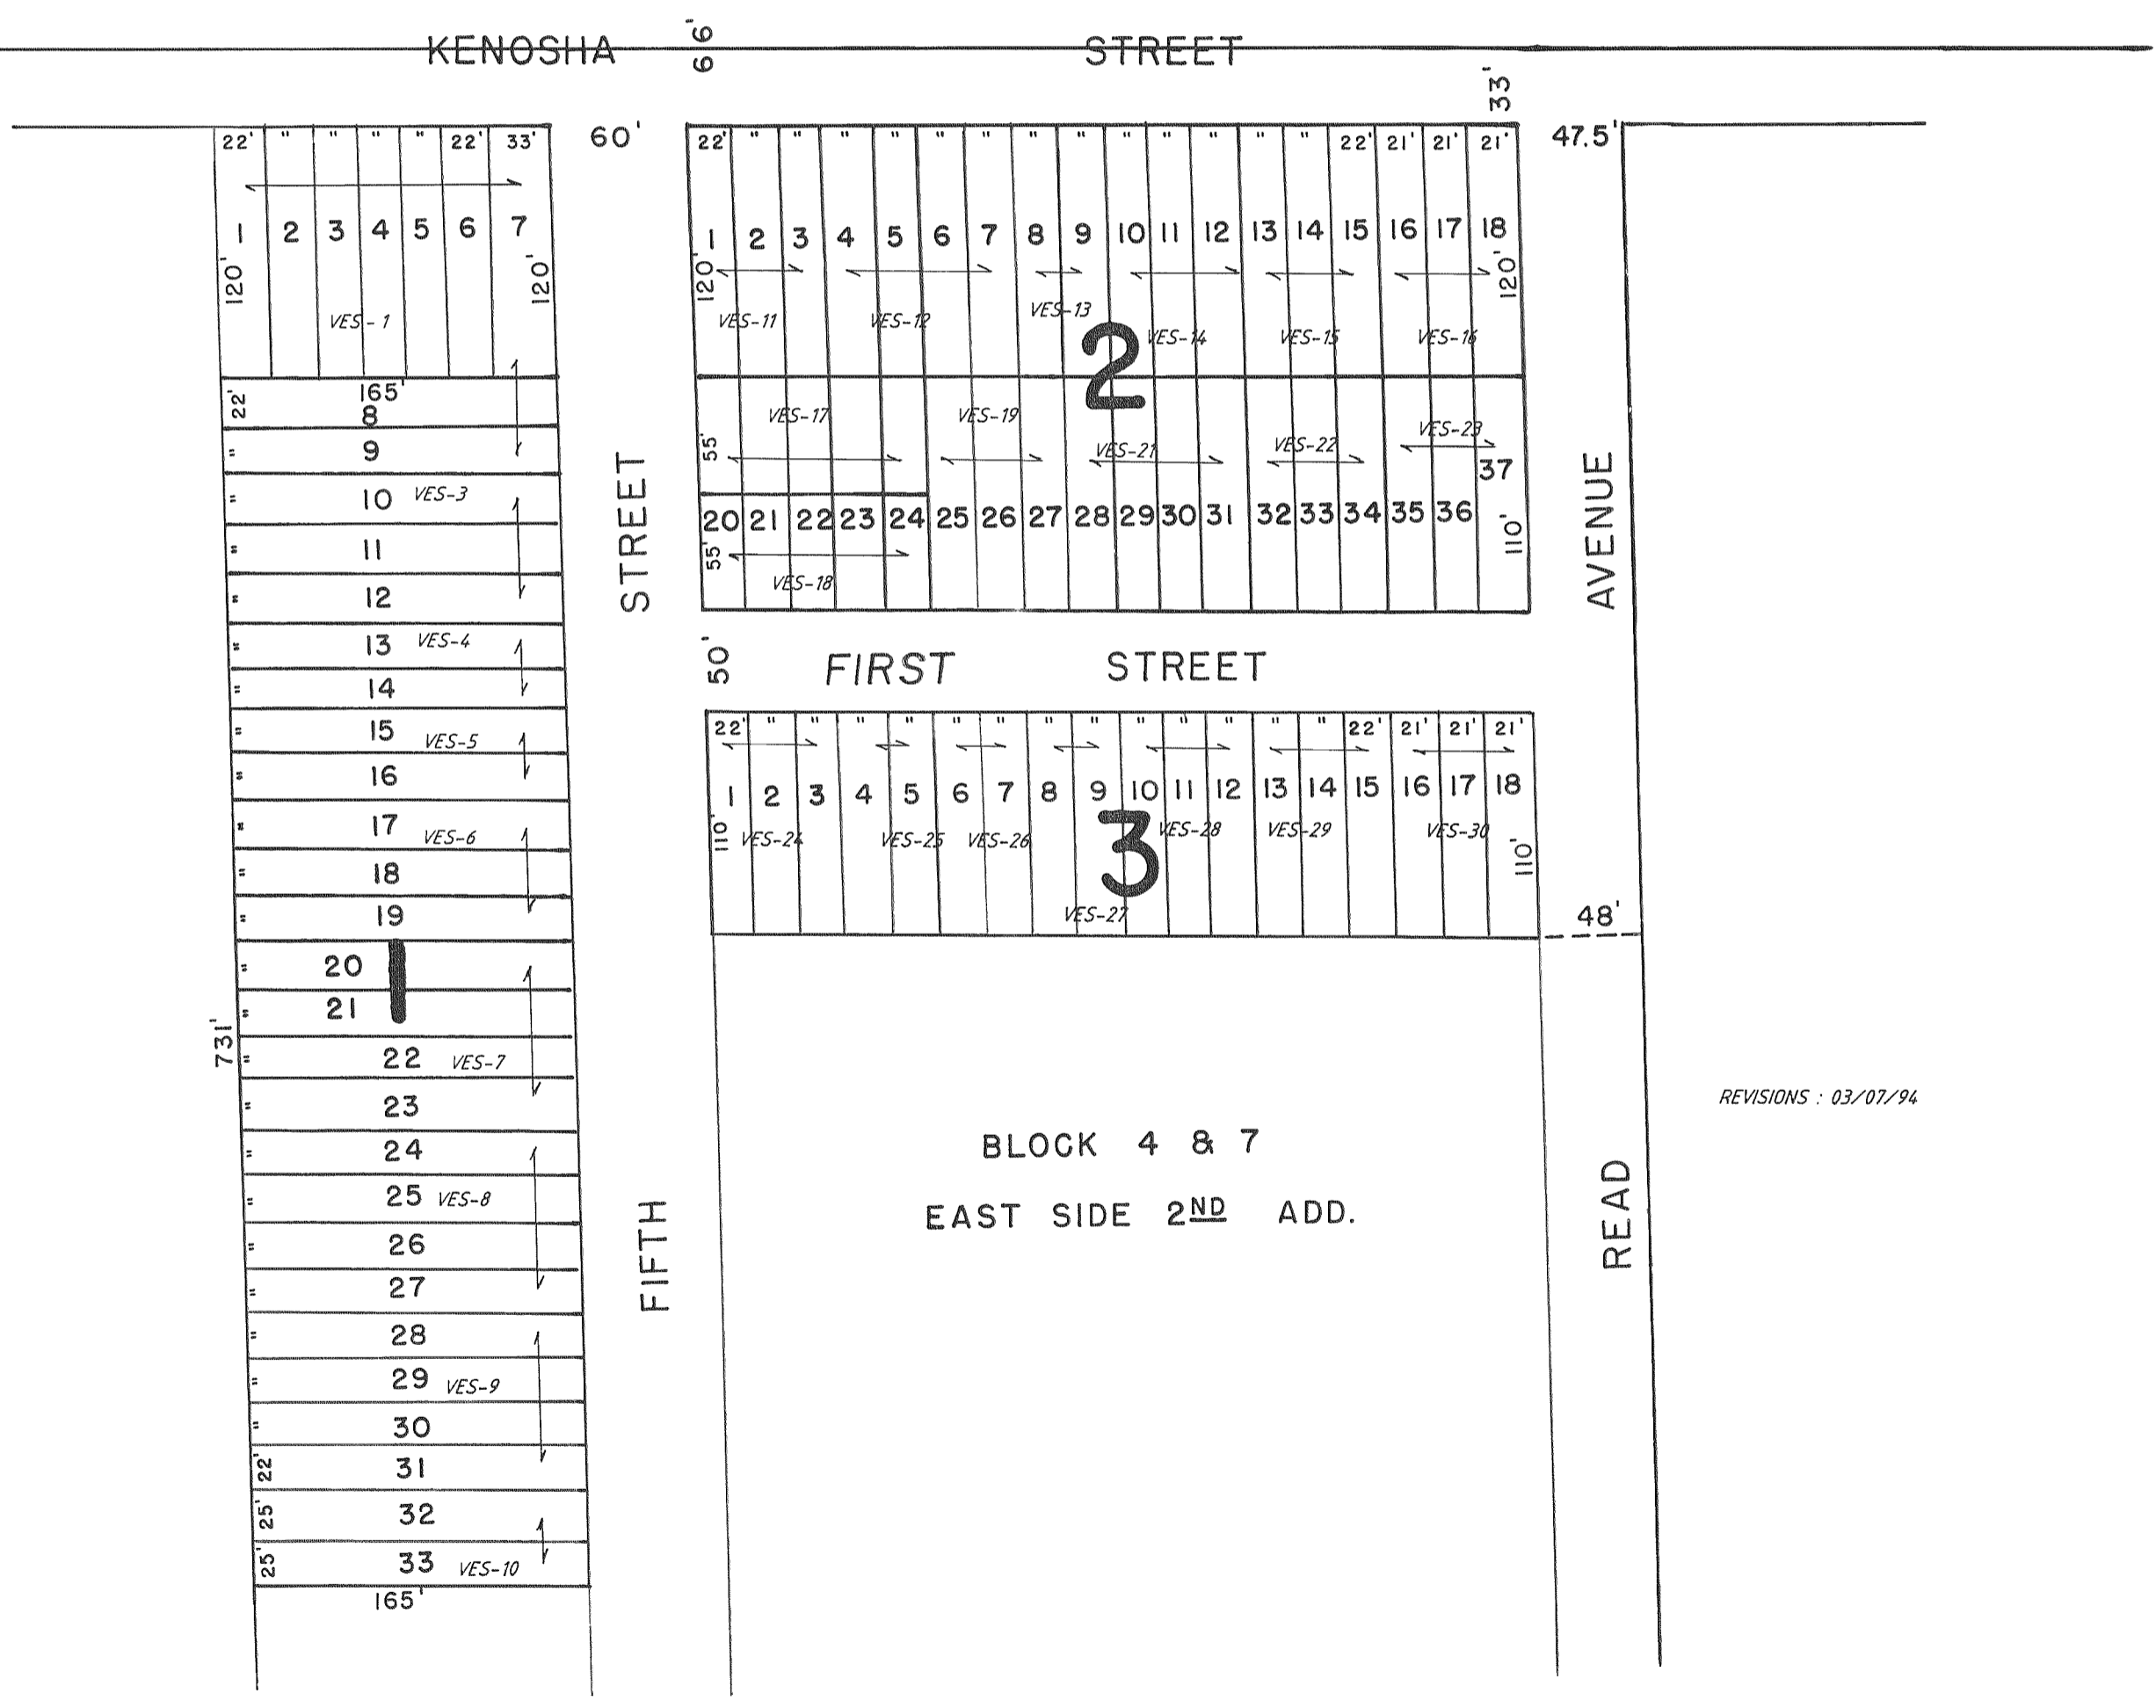 KENOSHA 66' STREET
33'
22' " " " " 22' 33'
60'
22' " " " " " " " " " " " " " 22' 21' 21' 21'
47.5'
1 2 3 4 5 6 7
120' 120'
VES-1
1 2 3 4 5 6 7 8 9 10 11 12 13 14 15 16 17 18
120' 120'
VES-11 VES-12 VES-13 VES-14 VES-15 VES-16
2
165'
22' 8
" 9
" 10 VES-3
" 11
" 12
" 13 VES-4
" 14
" 15 VES-5
" 16
" 17 VES-6
" 18
" 19
" 20
1
" 21
731'
" 22 VES-7
" 23
" 24
" 25 VES-8
" 26
" 27
" 28
" 29 VES-9
" 30
22' 31
25' 32
25' 33 VES-10
165'
FIFTH STREET
VES-17 VES-19 VES-21 VES-22 VES-23
55'
37
20 21 22 23 24 25 26 27 28 29 30 31 32 33 34 35 36
55' 110'
VES-18
50' FIRST STREET
22' " " " " " " " " " " " " " 22' 21' 21' 21'
1 2 3 4 5 6 7 8 9 10 11 12 13 14 15 16 17 18
110' 110'
VES-24 VES-25 VES-26 VES-28 VES-29 VES-30
3
VES-27
48'
BLOCK 4 & 7
EAST SIDE 2ND ADD.
READ AVENUE
REVISIONS : 03/07/94